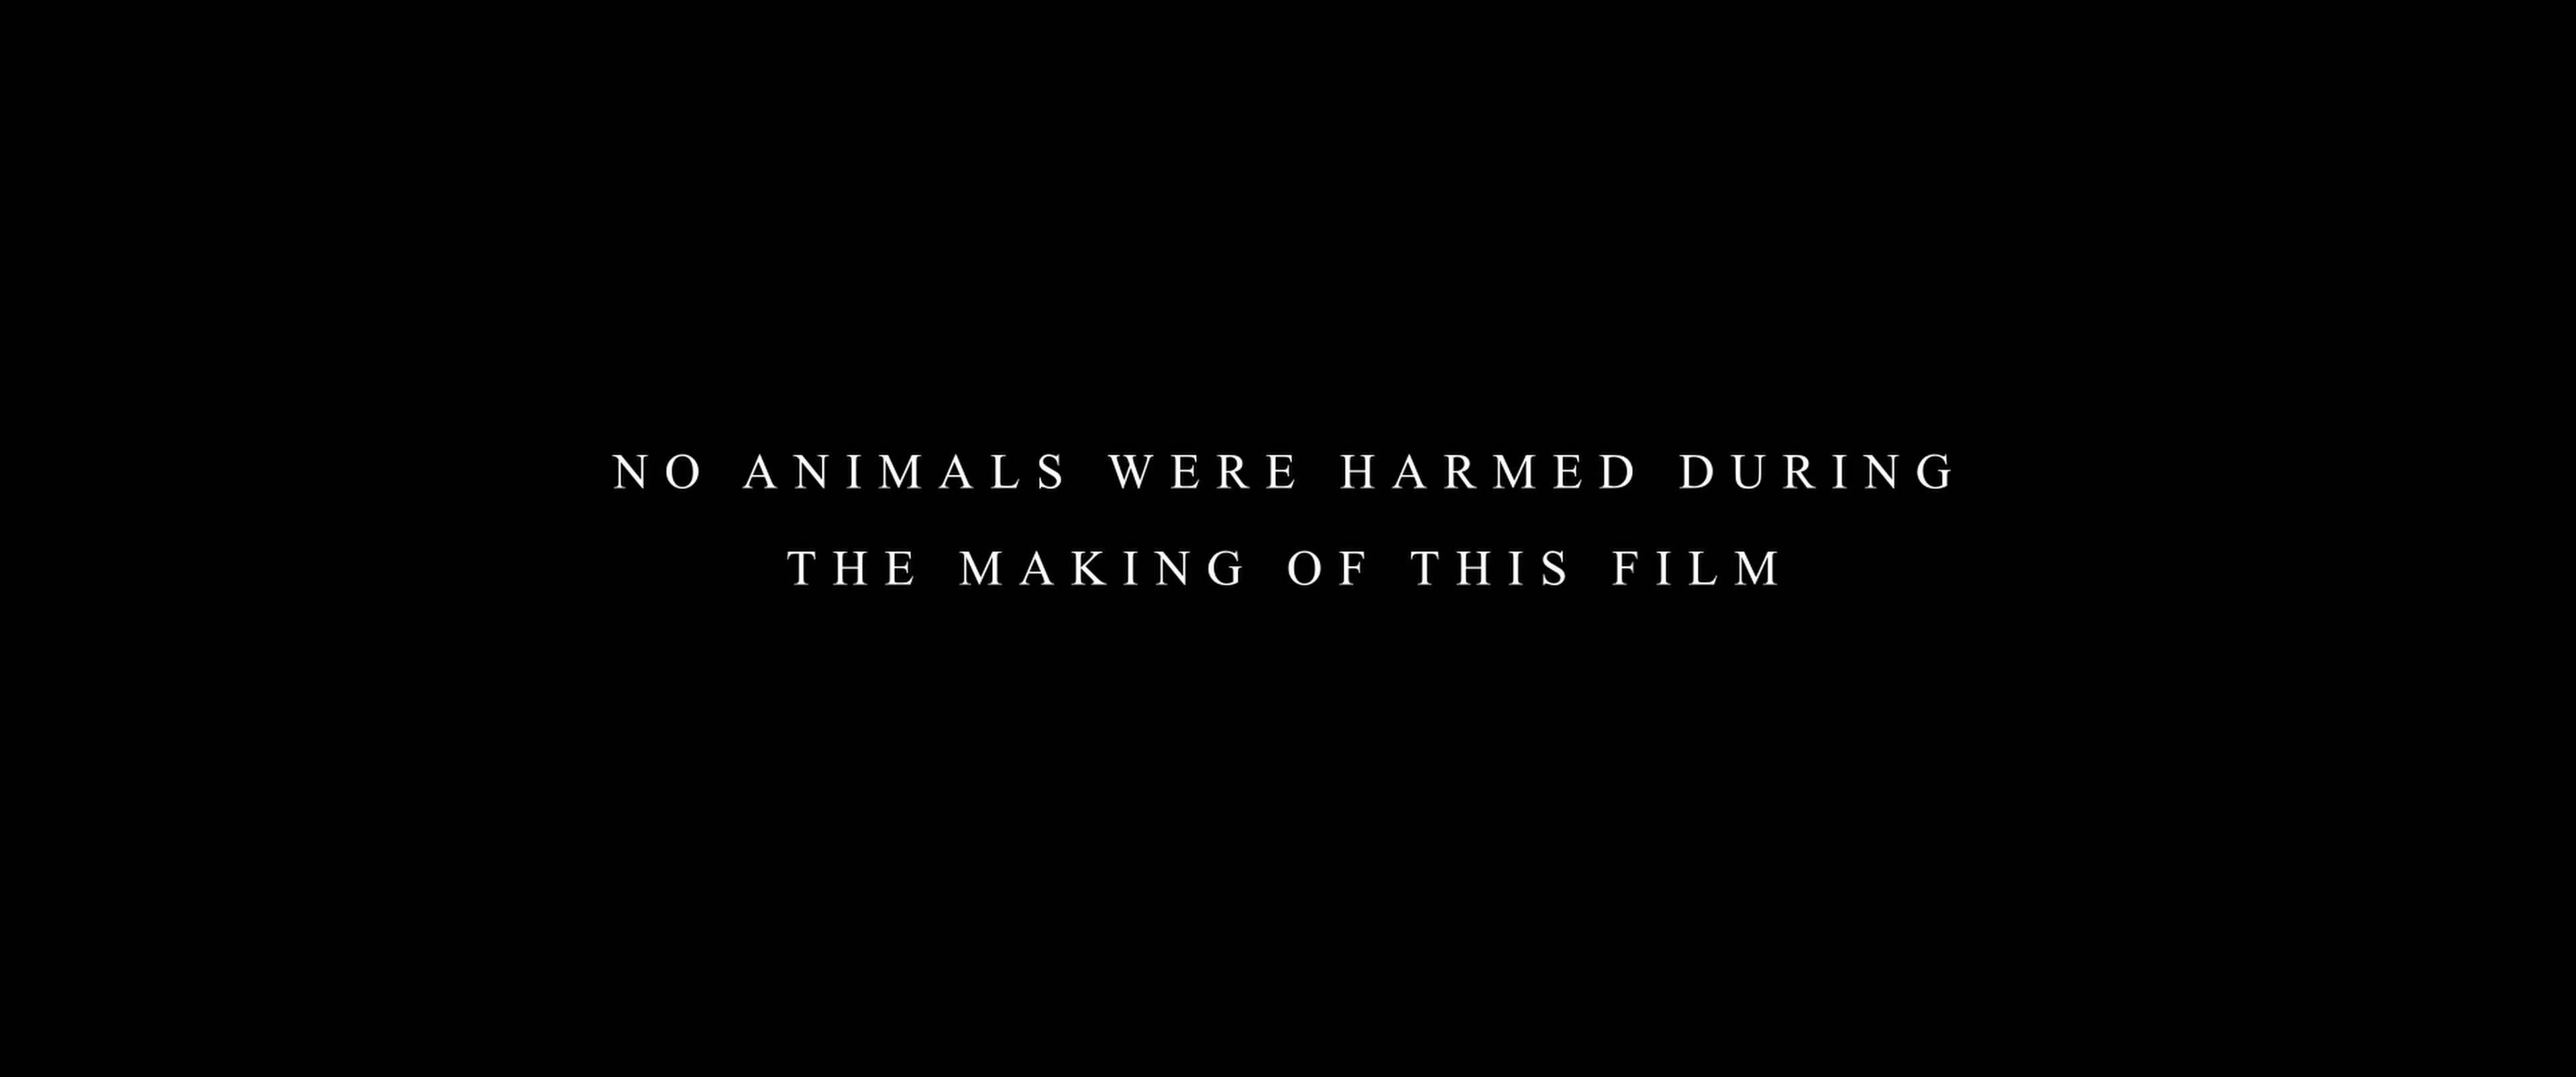 NO ANIMALS WERE HARMED DURING
THE MAKING OF THIS FILM